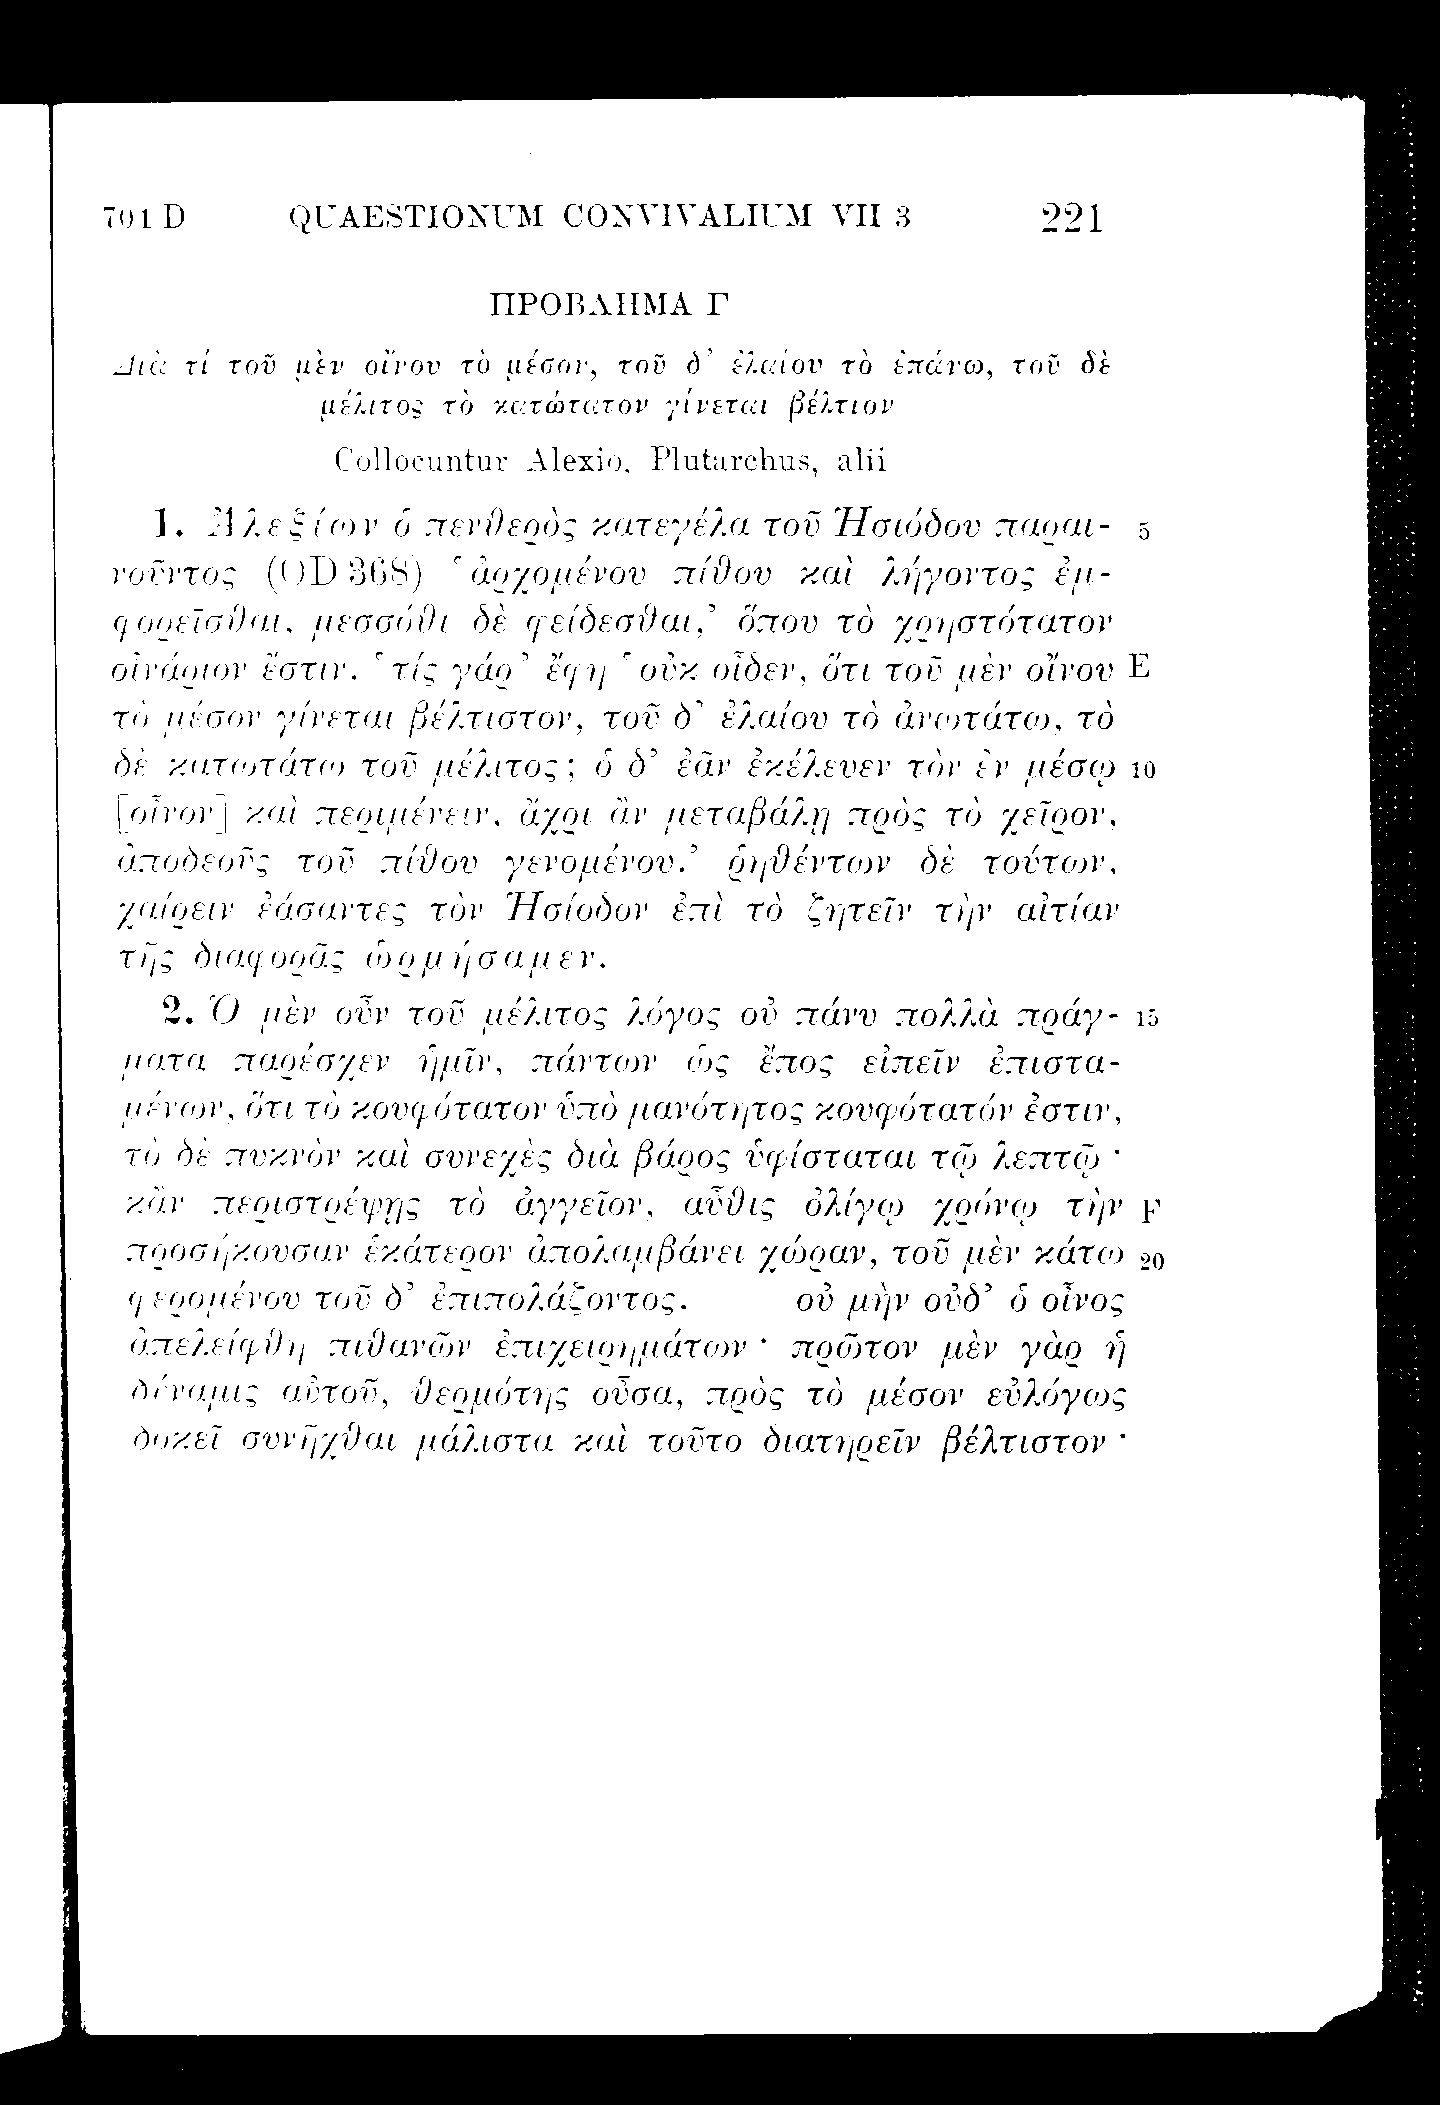 701 D QUAESTIONUM CONVIVALIUM VII 3 221
ΠΡΟΒΛΗΜΑ Γ
Διὰ τί τοῦ μὲν οἴνου τὸ μέσον, τοῦ δ’ ἐλαίου τὸ ἐπάνω, τοῦ δὲ
μέλιτος τὸ κατώτατον γίνεται βέλτιον
Collocuntur Alexio, Plutarchus, alii
1. Ἀλεξίων ὁ πενθερὸς κατεγέλα τοῦ Ἡσιόδου παραι- 5
νοῦντος (OD 368) ‘ἀρχομένου πίθου καὶ λήγοντος ἐμ-
φορεῖσθαι, μεσσόθι δὲ φείδεσθαι,’ ὅπου τὸ χρηστότατον
οἰνάριον ἔστιν. ‘τίς γάρ’ ἔφη ‘οὐκ οἶδεν, ὅτι τοῦ μὲν οἴνου E
τὸ μέσον γίνεται βέλτιστον, τοῦ δ’ ἐλαίου τὸ ἀνωτάτω, τὸ
δὲ κατωτάτω τοῦ μέλιτος; ὁ δ’ ἐᾶν ἐκέλευεν τὸν ἐν μέσῳ 10
[οἶνον] καὶ περιμένειν, ἄχρι ἂν μεταβάλῃ πρὸς τὸ χεῖρον,
ἀποδεοῦς τοῦ πίθου γενομένου.’ ῥηθέντων δὲ τούτων,
χαίρειν ἐάσαντες τὸν Ἡσίοδον ἐπὶ τὸ ζητεῖν τὴν αἰτίαν
τῆς διαφορᾶς ὡρμήσαμεν.
2. Ὁ μὲν οὖν τοῦ μέλιτος λόγος οὐ πάνυ πολλὰ πράγ- 15
ματα παρέσχεν ἡμῖν, πάντων ὡς ἔπος εἰπεῖν ἐπιστα-
μένων, ὅτι τὸ κουφότατον ὑπὸ μανότητος κουφότατόν ἐστιν,
τὸ δὲ πυκνὸν καὶ συνεχὲς διὰ βάρος ὑφίσταται τῷ λεπτῷ·
κἂν περιστρέψῃς τὸ ἀγγεῖον, αὖθις ὀλίγῳ χρόνῳ τὴν F
προσήκουσαν ἑκάτερον ἀπολαμβάνει χώραν, τοῦ μὲν κάτω 20
φερομένου τοῦ δ’ ἐπιπολάζοντος. οὐ μὴν οὐδ’ ὁ οἶνος
ἀπελείφθη πιθανῶν ἐπιχειρημάτων· πρῶτον μὲν γὰρ ἡ
δύναμις αὐτοῦ, θερμότης οὖσα, πρὸς τὸ μέσον εὐλόγως
δοκεῖ συνῆχθαι μάλιστα καὶ τοῦτο διατηρεῖν βέλτιστον·